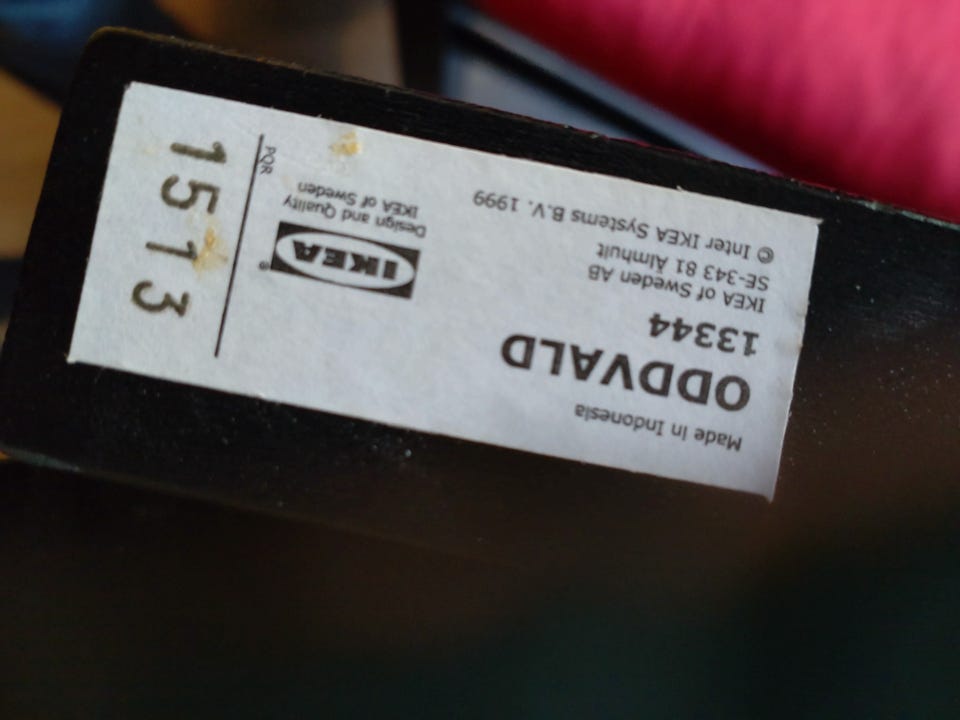 Made in Indonesia
ODDVALD
13344
IKEA of Sweden AB
SE-343 81 Älmhult
© Inter IKEA Systems B.V. 1999
IKEA®
Design and Quality
IKEA of Sweden
PQR
1513